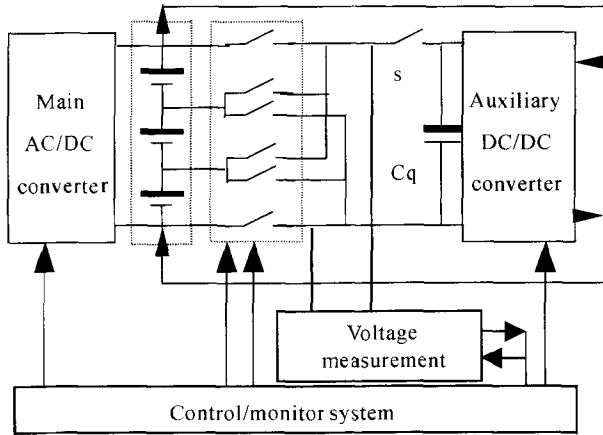 Main
AC/DC
converter
s
Cq
Auxiliary
DC/DC
converter
Voltage
measurement
Control/monitor system